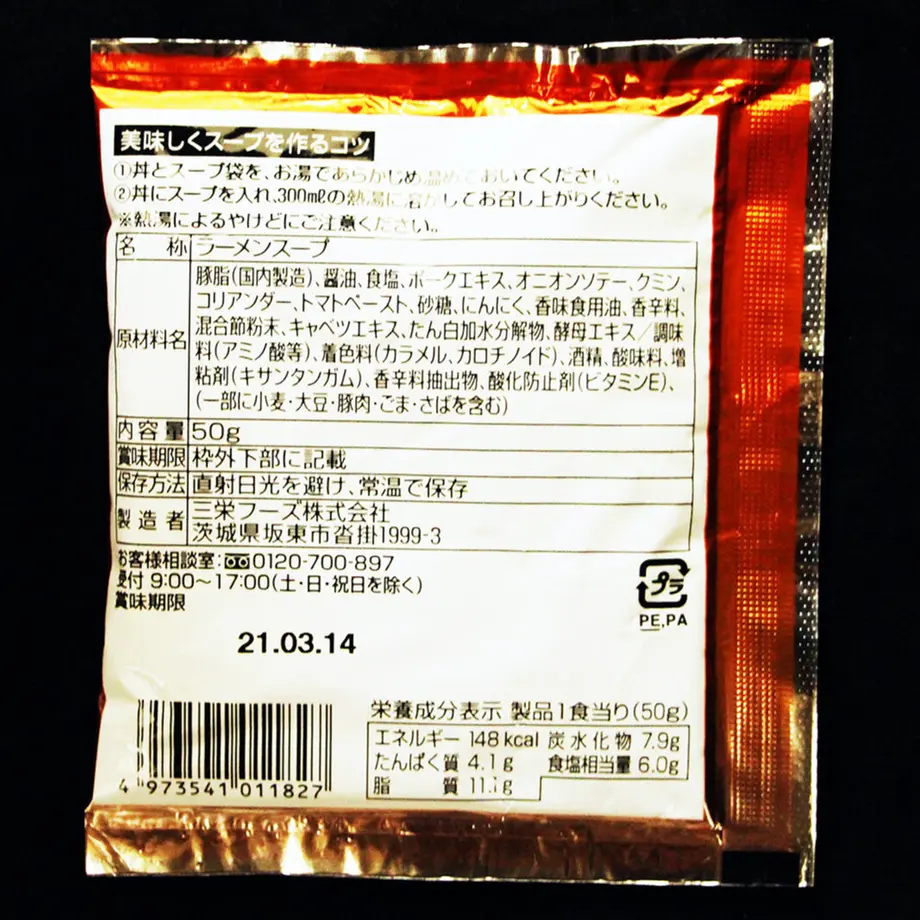 美味しくスープを作るコツ
①丼とスープ袋を、お湯であらかじめ温めておいてください。
②丼にスープを入れ、300mlの熱湯に溶かしてお召し上がりください。
※熱湯によるやけどにご注意ください。
名 称 ラーメンスープ
原材料名
豚脂(国内製造)、醤油、食塩、ポークエキス、オニオンソテー、クミン、
コリアンダー、トマトペースト、砂糖、にんにく、香味食用油、香辛料、
混合節粉末、キャベツエキス、たん白加水分解物、酵母エキス/調味
料(アミノ酸等)、着色料(カラメル、カロチノイド)、酒精、酸味料、増
粘剤(キサンタンガム)、香辛料抽出物、酸化防止剤(ビタミンE)、
(一部に小麦・大豆・豚肉・ごま・さばを含む)
内容量 50g
賞味期限 枠外下部に記載
保存方法 直射日光を避け、常温で保存
製造者 三栄フーズ株式会社
茨城県坂東市沓掛1999-3
お客様相談室:0120-700-897
受付 9:00〜17:00(土・日・祝日を除く)
賞味期限
プラ
PE,PA
21.03.14
栄養成分表示 製品1食当り(50g)
エネルギー 148kcal 炭水化物 7.9g
たんぱく質 4.1g 食塩相当量 6.0g
脂 質 11.1g
4 973541 011827